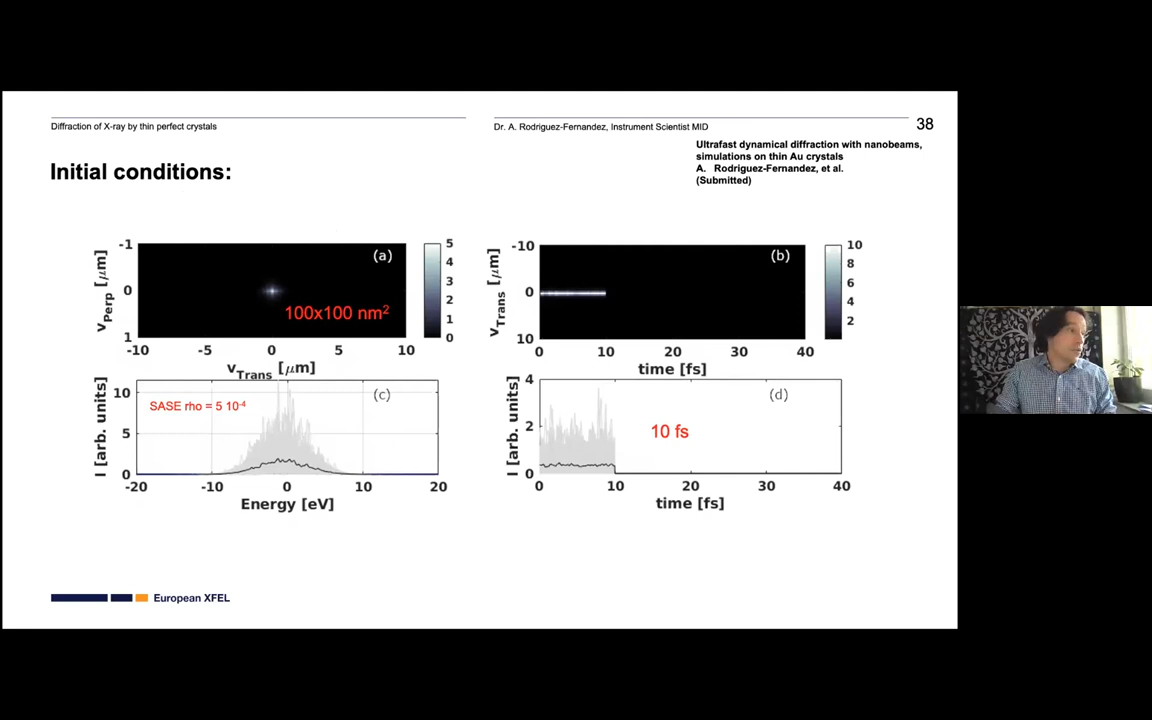 Diffraction of X-ray by thin perfect crystals
Dr. A. Rodriguez-Fernandez, Instrument Scientist MID
38
Ultrafast dynamical diffraction with nanobeams,
simulations on thin Au crystals
A. Rodriguez-Fernandez, et al.
(Submitted)
Initial conditions:
-1
0
1
vPerp [μm]
(a)
100x100 nm2
5
4
3
2
1
0
-10 -5 0 5 10
vTrans [μm]
-10
0
10
vTrans [μm]
(b)
10
8
6
4
2
0 10 20 30 40
time [fs]
10
5
0
I [arb. units]
SASE rho = 5 10-4
(c)
-20 -10 0 10 20
Energy [eV]
4
2
0
I [arb. units]
10 fs
(d)
0 10 20 30 40
time [fs]
European XFEL